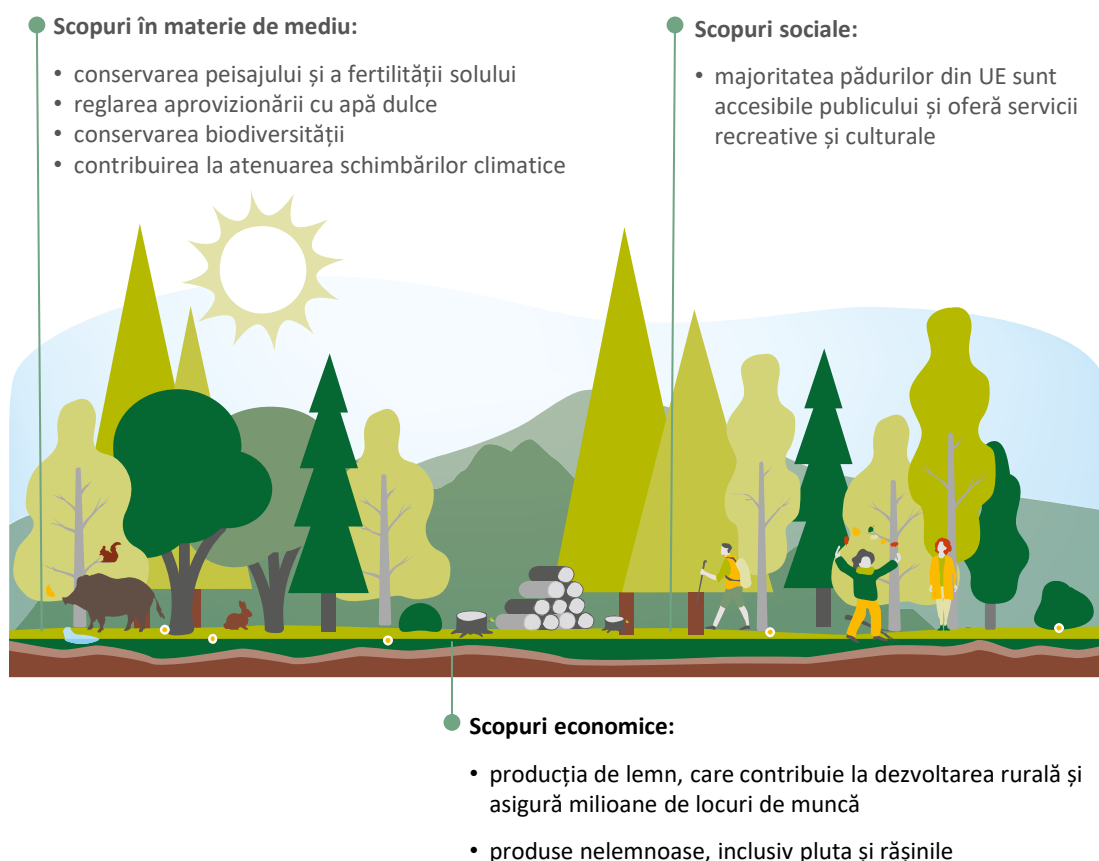 Scopuri în materie de mediu:
• conservarea peisajului și a fertilității solului
• reglarea aprovizionării cu apă dulce
• conservarea biodiversității
• contribuirea la atenuarea schimbărilor climatice
Scopuri sociale:
• majoritatea pădurilor din UE sunt
accesibile publicului și oferă servicii
recreative și culturale
Scopuri economice:
• producția de lemn, care contribuie la dezvoltarea rurală și
asigură milioane de locuri de muncă
• produse nelemnoase, inclusiv pluta și rășinile